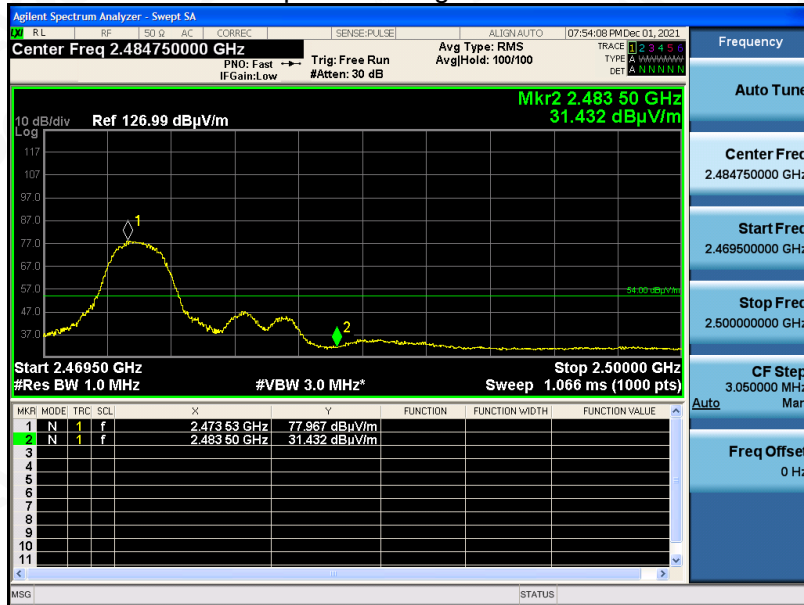 Agilent Spectrum Analyzer - Swept SA
LXI RL RF 50 Ω AC CORREC SENSE:PULSE ALIGN AUTO 07:54:08 PM Dec 01, 2021
Center Freq 2.484750000 GHz
PNO: Fast Trig: Free Run
IFGain:Low #Atten: 30 dB
Avg Type: RMS
Avg|Hold: 100/100
TRACE 1 2 3 4 5 6
TYPE A WWWWW
DET A N N N N N
Mkr2 2.483 50 GHz
31.432 dBµV/m
10 dB/div Ref 126.99 dBµV/m
Log
117
107
97.0
87.0
77.0
67.0
57.0
47.0
37.0
1
2
54.00 dBµV/m
Start 2.46950 GHz Stop 2.50000 GHz
#Res BW 1.0 MHz #VBW 3.0 MHz* Sweep 1.066 ms (1000 pts)
MKR MODE TRC SCL X Y FUNCTION FUNCTION WIDTH FUNCTION VALUE
1 N 1 f 2.473 53 GHz 77.967 dBµV/m
2 N 1 f 2.483 50 GHz 31.432 dBµV/m
3
4
5
6
7
8
9
10
11
MSG STATUS
Frequency
Auto Tune
Center Freq
2.484750000 GHz
Start Freq
2.469500000 GHz
Stop Freq
2.500000000 GHz
CF Step
3.050000 MHz
Auto Man
Freq Offset
0 Hz